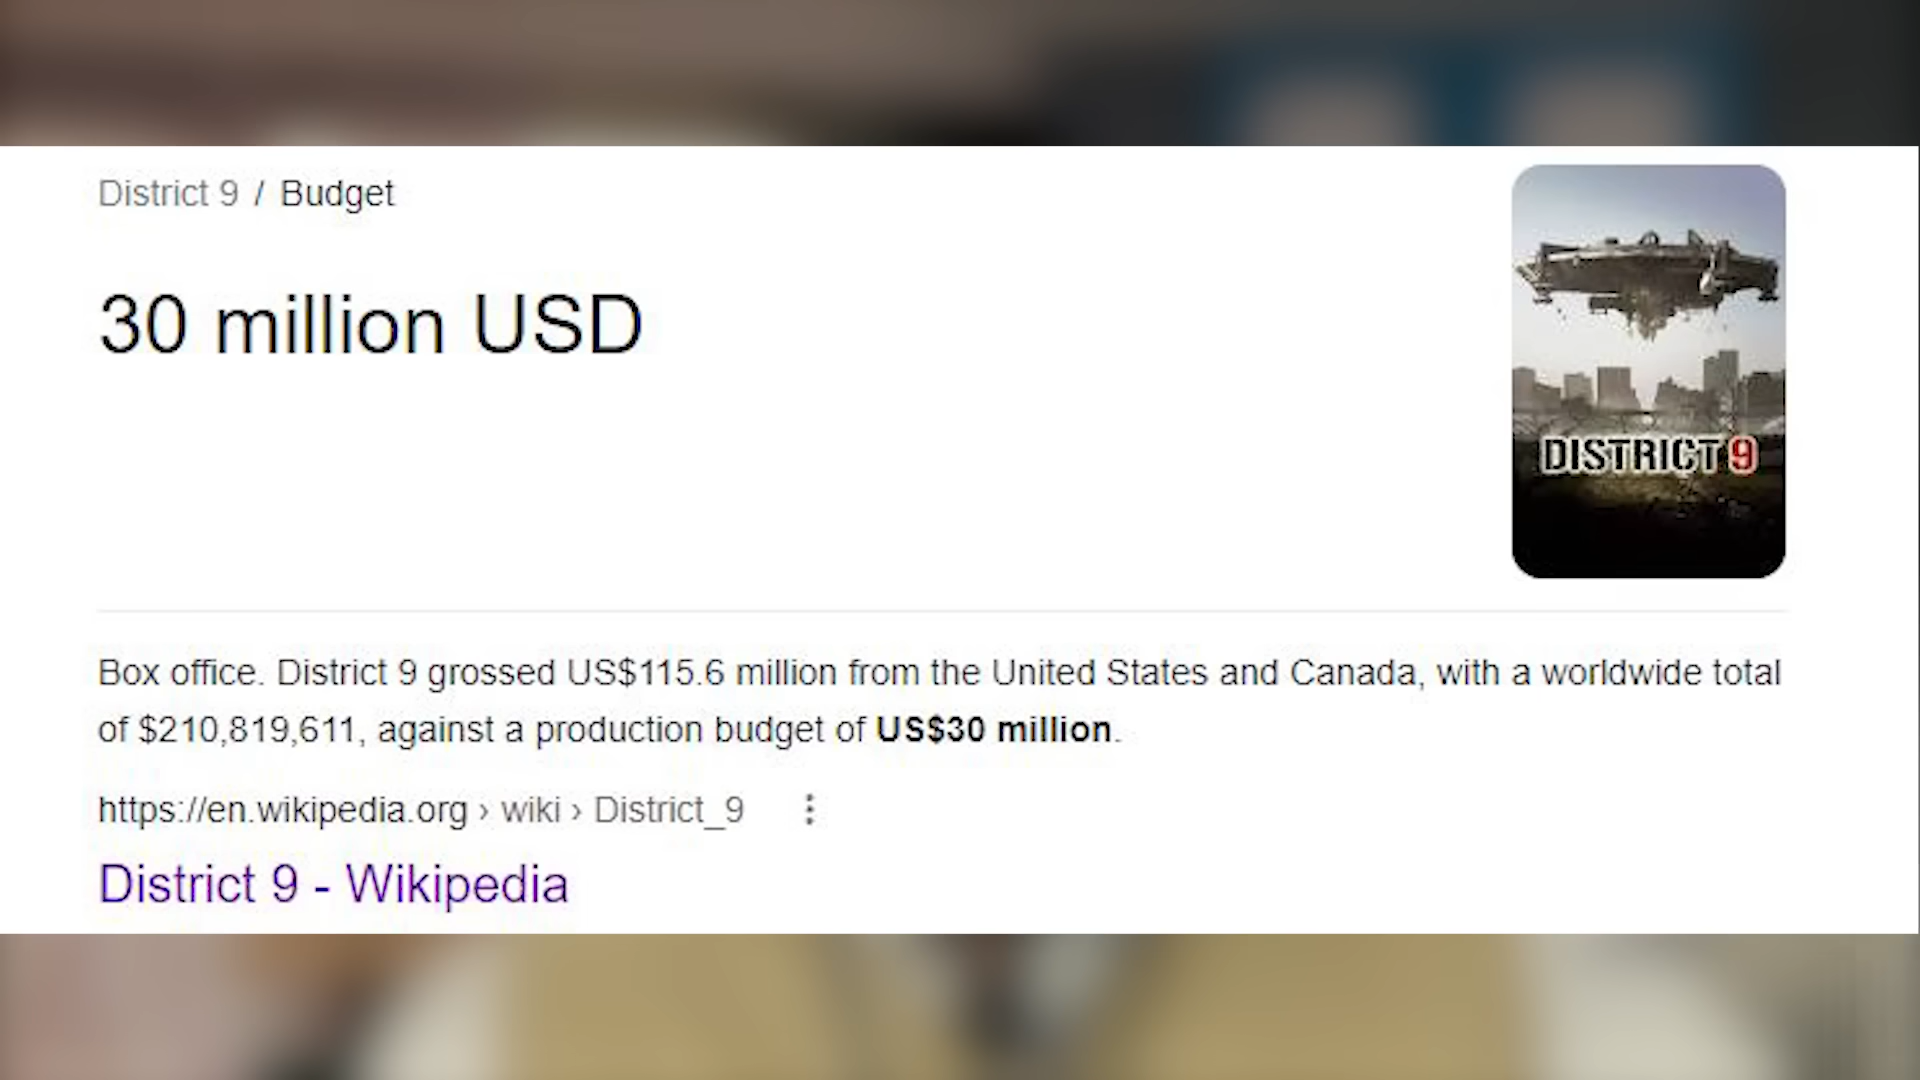 District 9 / Budget
30 million USD
DISTRICT 9
Box office. District 9 grossed US$115.6 million from the United States and Canada, with a worldwide total
of $210,819,611, against a production budget of US$30 million.
https://en.wikipedia.org › wiki › District_9
District 9 - Wikipedia